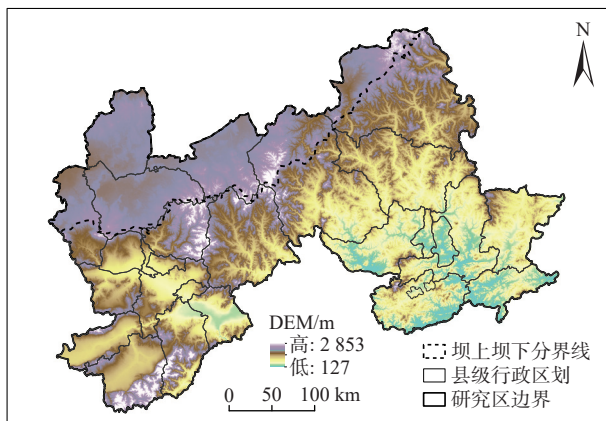 N
DEM/m
高: 2 853
低: 127
0 50 100 km
坝上坝下分界线
县级行政区划
研究区边界